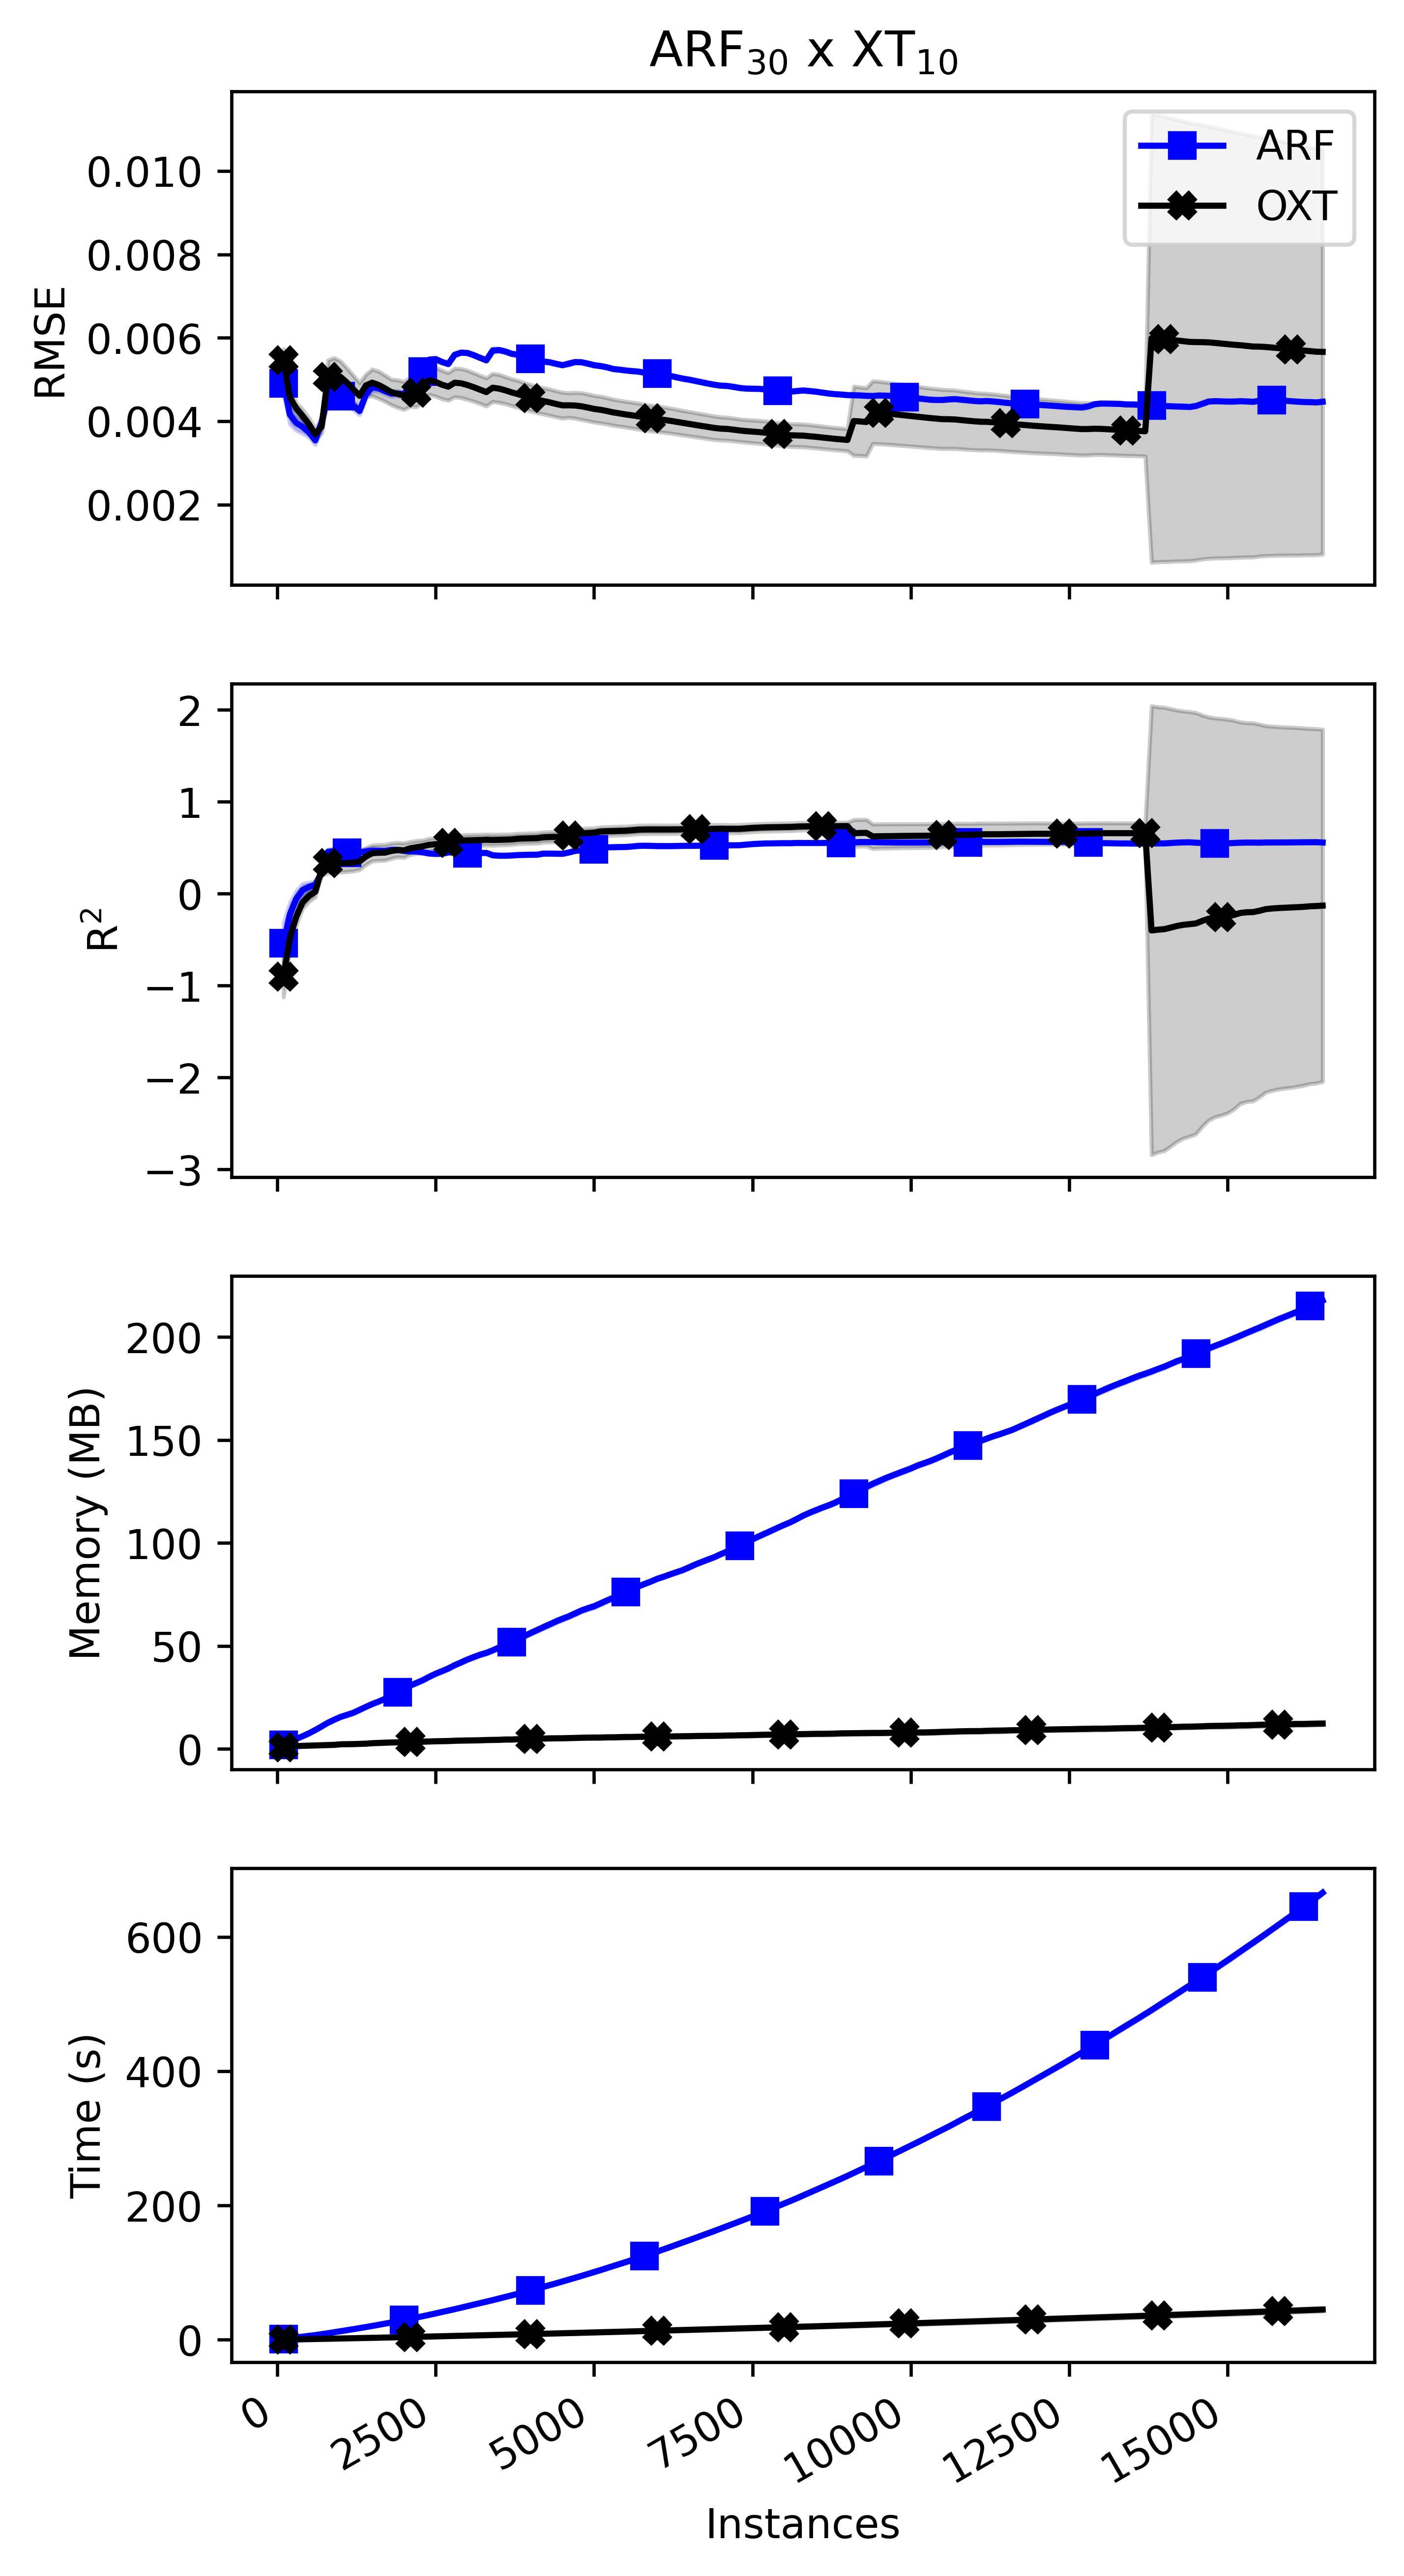 ARF₃₀ x XT₁₀
ARF
OXT
RMSE
0.010
0.008
0.006
0.004
0.002
R²
2
1
0
−1
−2
−3
Memory (MB)
200
150
100
50
0
Time (s)
600
400
200
0
0 2500 5000 7500 10000 12500 15000
Instances